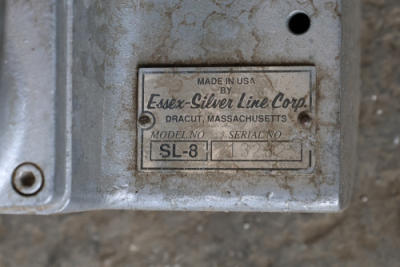 MADE IN USA
BY
Essex-Silver Line Corp.
DRACUT, MASSACHUSETTS
MODEL NO. SERIAL NO
SL-8